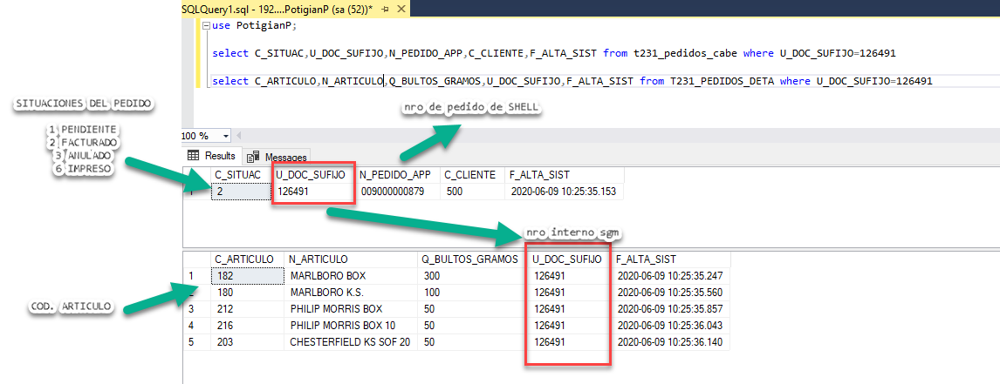 SQLQuery1.sql - 192....PotigianP (sa (52))*
use PotigianP;
select C_SITUAC,U_DOC_SUFIJO,N_PEDIDO_APP,C_CLIENTE,F_ALTA_SIST from t231_pedidos_cabe where U_DOC_SUFIJO=126491
select C_ARTICULO,N_ARTICULO,Q_BULTOS_GRAMOS,U_DOC_SUFIJO,F_ALTA_SIST from T231_PEDIDOS_DETA where U_DOC_SUFIJO=126491
SITUACIONES DEL PEDIDO
1 PENDIENTE
2 FACTURADO
3 ANULADO
6 IMPRESO
nro de pedido de SHELL
100 %
Results Messages
C_SITUAC U_DOC_SUFIJO N_PEDIDO_APP C_CLIENTE F_ALTA_SIST
1 2 126491 009000000879 500 2020-06-09 10:25:35.153
nro interno sgm
C_ARTICULO N_ARTICULO Q_BULTOS_GRAMOS U_DOC_SUFIJO F_ALTA_SIST
1 182 MARLBORO BOX 300 126491 2020-06-09 10:25:35.247
2 180 MARLBORO K.S. 100 126491 2020-06-09 10:25:35.560
3 212 PHILIP MORRIS BOX 50 126491 2020-06-09 10:25:35.857
4 216 PHILIP MORRIS BOX 10 50 126491 2020-06-09 10:25:36.043
5 203 CHESTERFIELD KS SOF 20 50 126491 2020-06-09 10:25:36.140
COD. ARTICULO